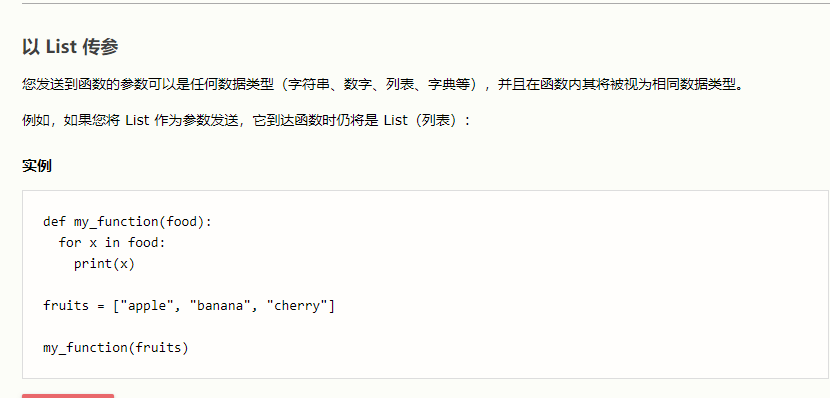 以 List 传参
您发送到函数的参数可以是任何数据类型（字符串、数字、列表、字典等），并且在函数内其将被视为相同数据类型。
例如，如果您将 List 作为参数发送，它到达函数时仍将是 List（列表）：
实例
def my_function(food):
  for x in food:
    print(x)
fruits = ["apple", "banana", "cherry"]
my_function(fruits)